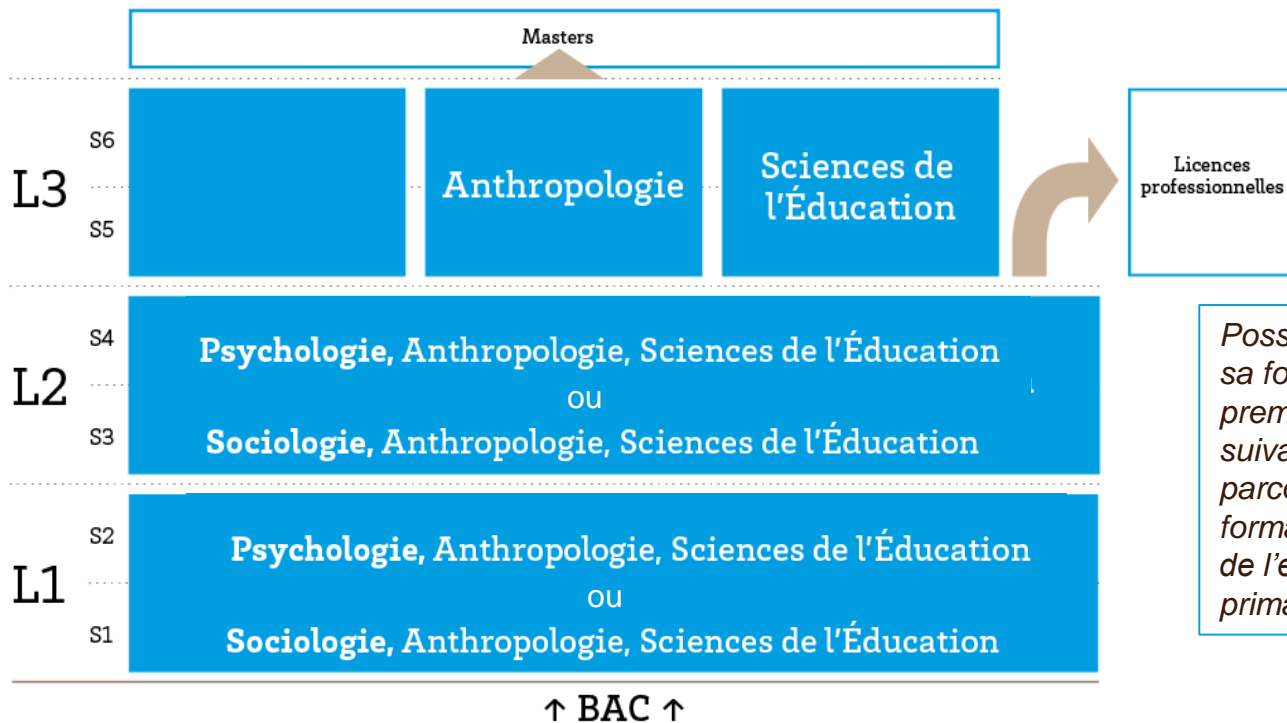 Masters
L3
S6
S5
Anthropologie
Sciences de
l'Éducation
Licences
professionnelles
L2
S4
S3
Psychologie, Anthropologie, Sciences de l'Éducation
ou
Sociologie, Anthropologie, Sciences de l'Éducation
L1
S2
S1
Psychologie, Anthropologie, Sciences de l'Éducation
ou
Sociologie, Anthropologie, Sciences de l'Éducation
↑ BAC ↑
sa
de l'